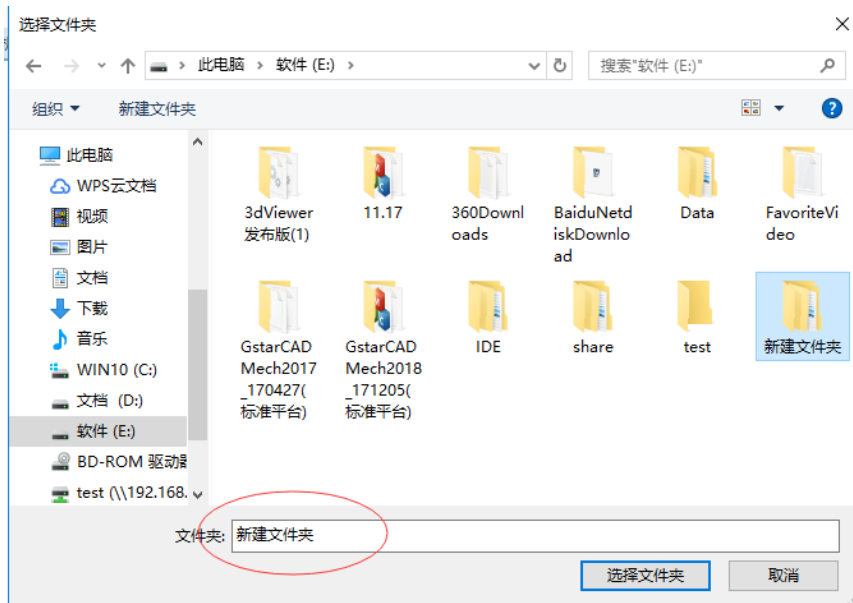 选择文件夹
此电脑 › 软件 (E:) ›
搜索"软件 (E:)"
组织
新建文件夹
此电脑
WPS云文档
视频
图片
文档
下载
音乐
WIN10 (C:)
文档 (D:)
软件 (E:)
BD-ROM 驱动器
test (\\192.168.
3dViewer
发布版(1)
11.17
360Downl
oads
BaiduNetd
iskDownlo
ad
Data
FavoriteVi
deo
GstarCAD
Mech2017
_170427(
标准平台)
GstarCAD
Mech2018
_171205(
标准平台)
IDE
share
test
新建文件夹
文件夹:
新建文件夹
选择文件夹
取消